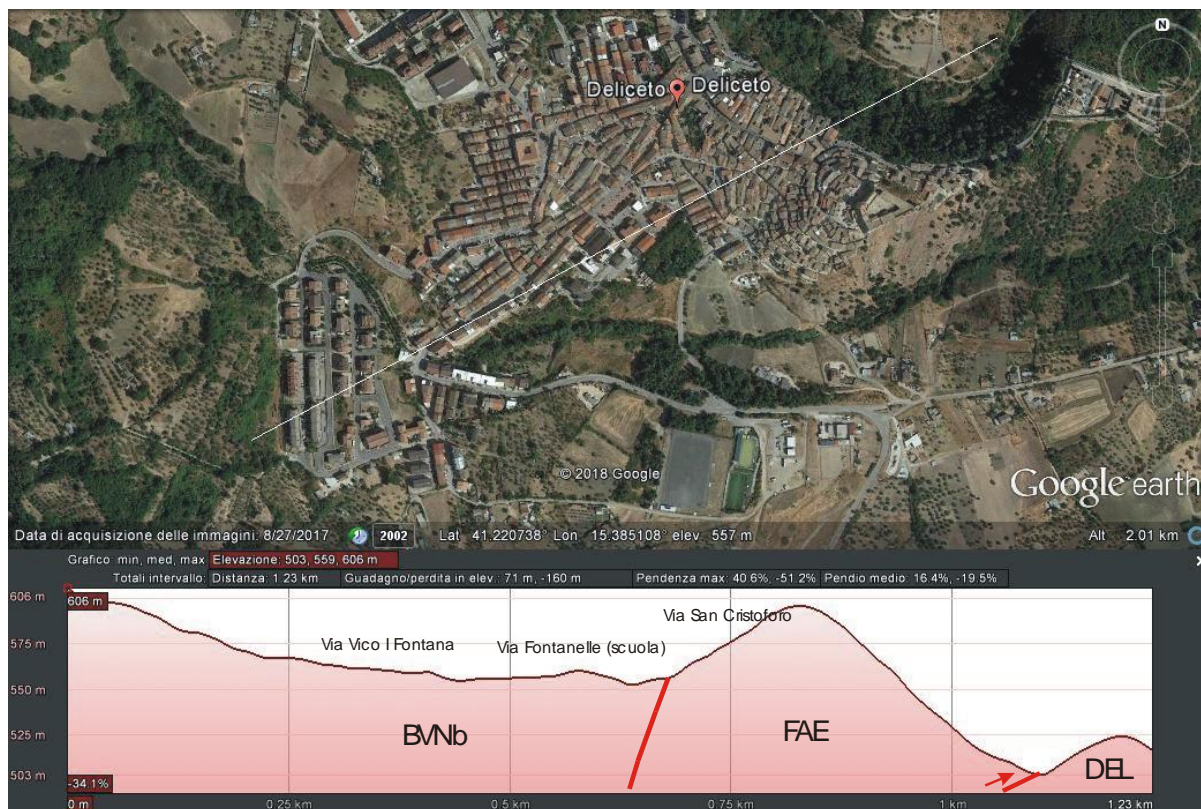 N
Deliceto Deliceto
© 2018 Google
Google earth
Data di acquisizione delle immagini: 8/27/2017 2002 Lat 41.220738° Lon 15.385108° elev 557 m Alt 2.01 km
Grafico min, med, max Elevazione: 503, 559, 606 m
Totali intervallo: Distanza: 1.23 km Guadagno/perdita in elev.: 71 m, -160 m Pendenza max: 40.6%, -51.2% Pendio medio: 16.4%, -19.5%
606 m 606 m
Via San Cristoforo
575 m Via Vico I Fontana Via Fontanelle (scuola)
550 m
525 m BVNb FAE
503 m DEL
-34.1%
0 m 0.25 km 0.5 km 0.75 km 1 km 1.23 km